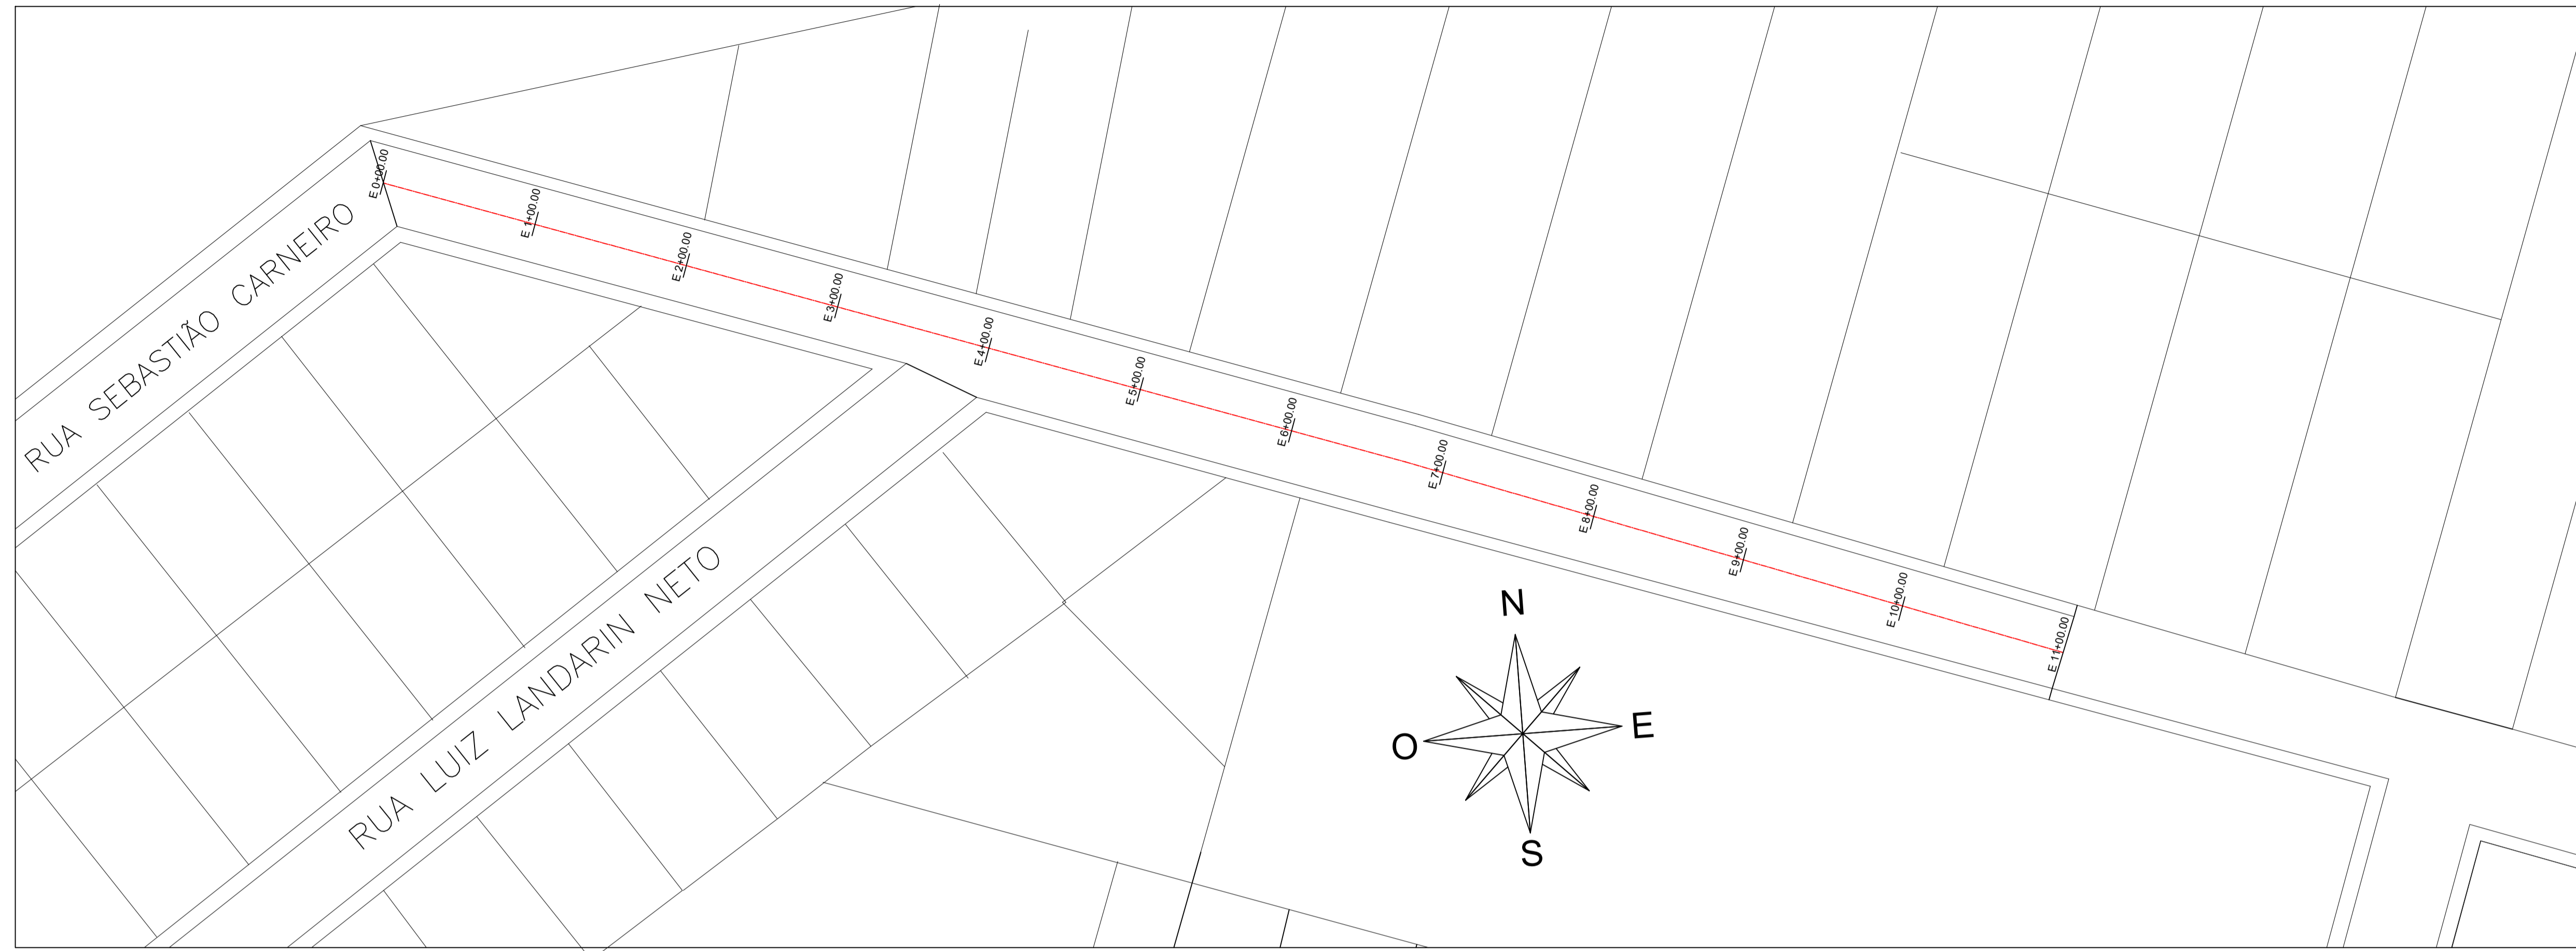 E 0+00.00
E 1+00.00
E 2+00.00
E 3+00.00
E 4+00.00
E 5+00.00
E 6+00.00
E 7+00.00
E 8+00.00
E 9+00.00
E 10+00.00
E 11+00.00
RUA SEBASTIÃO CARNEIRO
RUA LUIZ LANDARIN NETO
N
O
E
S